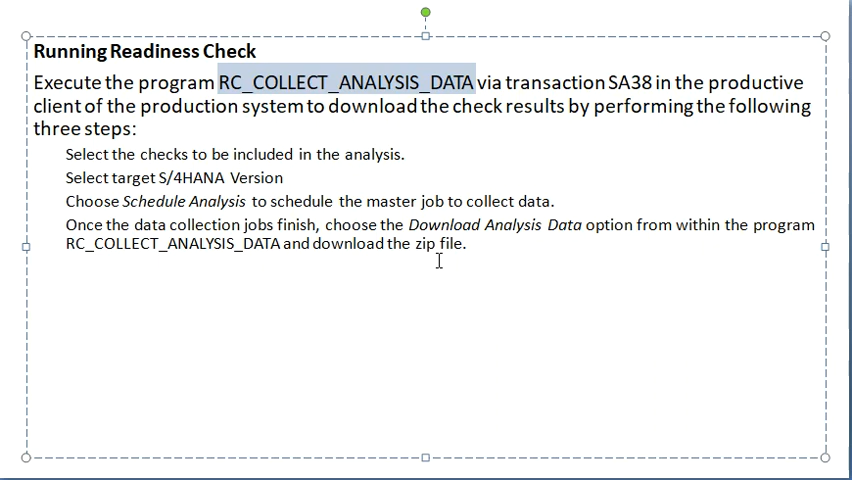 Running Readiness Check
Execute the program RC_COLLECT_ANALYSIS_DATA via transaction SA38 in the productive
client of the production system to download the check results by performing the following
three steps:
Select the checks to be included in the analysis.
Select target S/4HANA Version
Choose Schedule Analysis to schedule the master job to collect data.
Once the data collection jobs finish, choose the Download Analysis Data option from within the program
RC_COLLECT_ANALYSIS_DATA and download the zip file.